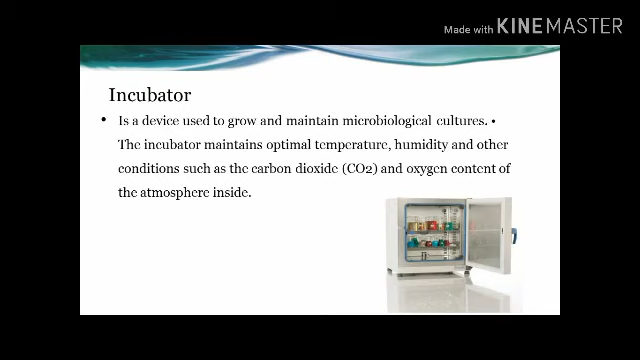 Made with KINEMASTER
Incubator
• Is a device used to grow and maintain microbiological cultures. •
The incubator maintains optimal temperature, humidity and other
conditions such as the carbon dioxide (CO2) and oxygen content of
the atmosphere inside.